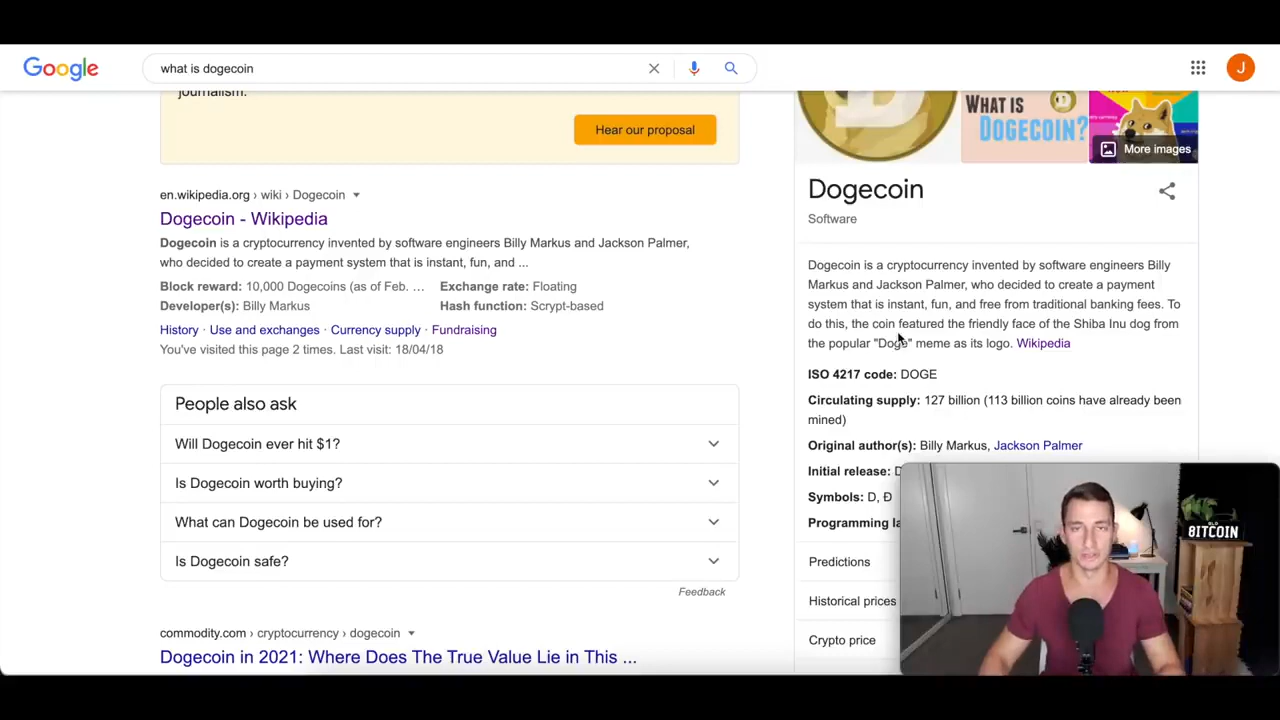 Google
what is dogecoin
J
journalism.
Hear our proposal
en.wikipedia.org › wiki › Dogecoin
Dogecoin - Wikipedia
Dogecoin is a cryptocurrency invented by software engineers Billy Markus and Jackson Palmer,
who decided to create a payment system that is instant, fun, and ...
Block reward: 10,000 Dogecoins (as of Feb. ... Exchange rate: Floating
Developer(s): Billy Markus Hash function: Scrypt-based
History · Use and exchanges · Currency supply · Fundraising
You've visited this page 2 times. Last visit: 18/04/18
People also ask
Will Dogecoin ever hit $1?
Is Dogecoin worth buying?
What can Dogecoin be used for?
Is Dogecoin safe?
Feedback
commodity.com › cryptocurrency › dogecoin
Dogecoin in 2021: Where Does The True Value Lie in This ...
WHAT IS
DOGECOIN?
More images
Dogecoin
Software
Dogecoin is a cryptocurrency invented by software engineers Billy
Markus and Jackson Palmer, who decided to create a payment
system that is instant, fun, and free from traditional banking fees. To
do this, the coin featured the friendly face of the Shiba Inu dog from
the popular "Doge" meme as its logo. Wikipedia
ISO 4217 code: DOGE
Circulating supply: 127 billion (113 billion coins have already been
mined)
Original author(s): Billy Markus, Jackson Palmer
Initial release: D
Symbols: D, Ð
Programming la
Predictions
Historical prices
Crypto price
BITCOIN